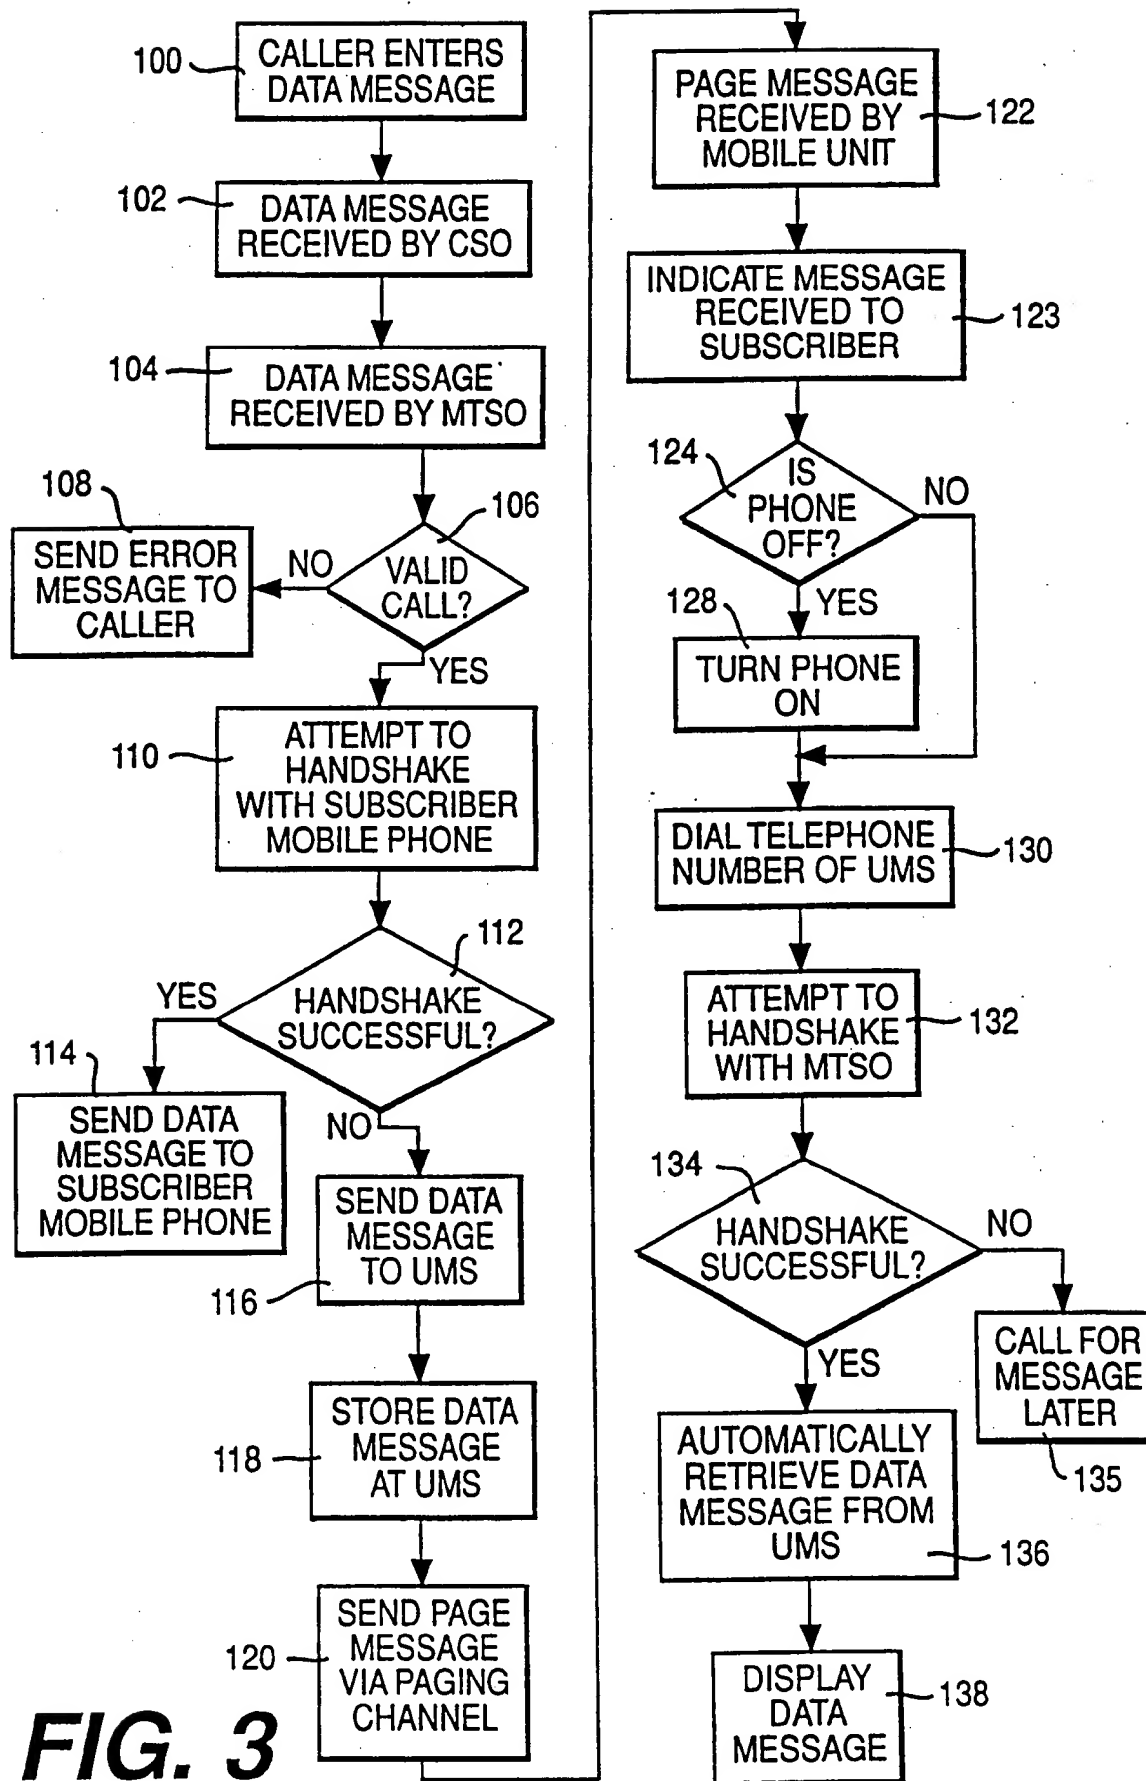 100
CALLER ENTERS
DATA MESSAGE
102
DATA MESSAGE
RECEIVED BY CSO
104
DATA MESSAGE
RECEIVED BY MTSO
106
VALID
CALL?
NO
108
SEND ERROR
MESSAGE TO
CALLER
YES
110
ATTEMPT TO
HANDSHAKE
WITH SUBSCRIBER
MOBILE PHONE
112
HANDSHAKE
SUCCESSFUL?
YES
114
SEND DATA
MESSAGE TO
SUBSCRIBER
MOBILE PHONE
NO
SEND DATA
MESSAGE
TO UMS
116
STORE DATA
MESSAGE
AT UMS
118
SEND PAGE
MESSAGE
VIA PAGING
CHANNEL
120
PAGE MESSAGE
RECEIVED BY
MOBILE UNIT
122
INDICATE MESSAGE
RECEIVED TO
SUBSCRIBER
123
124
IS
PHONE
OFF?
NO
YES
128
TURN PHONE
ON
DIAL TELEPHONE
NUMBER OF UMS
130
ATTEMPT TO
HANDSHAKE
WITH MTSO
132
134
HANDSHAKE
SUCCESSFUL?
NO
CALL FOR
MESSAGE
LATER
135
YES
AUTOMATICALLY
RETRIEVE DATA
MESSAGE FROM
UMS
136
DISPLAY
DATA
MESSAGE
138
FIG. 3